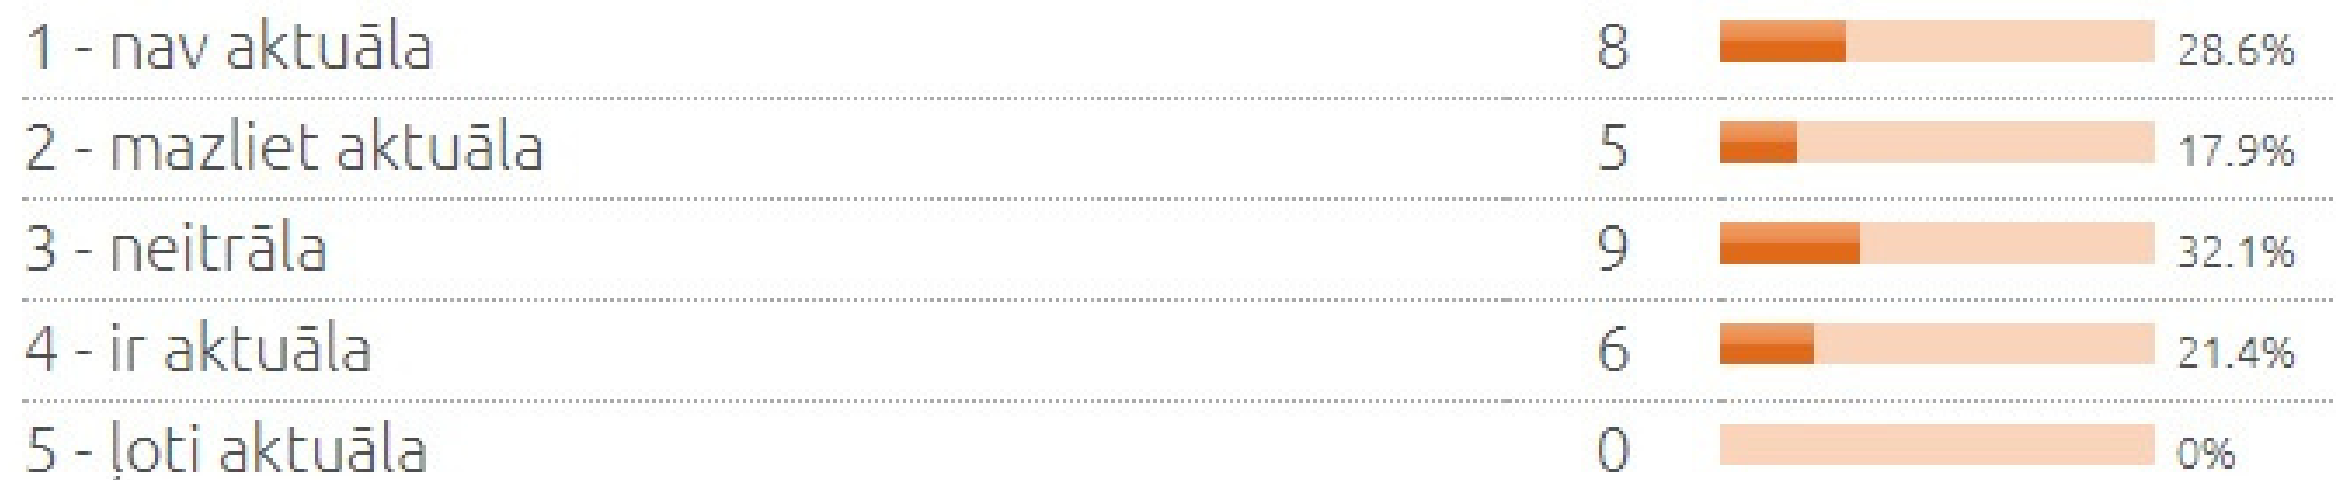 1 - nav aktuāla 8 28.6%
2 - mazliet aktuāla 5 17.9%
3 - neitrāla 9 32.1%
4 - ir aktuāla 6 21.4%
5 - ļoti aktuāla 0 0%